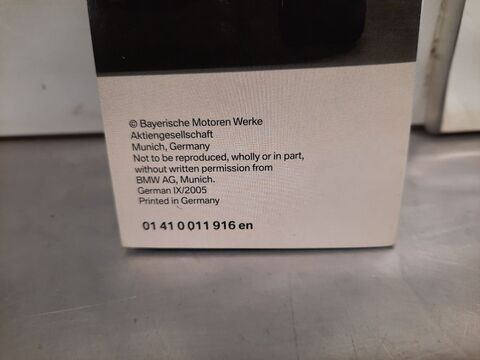 © Bayerische Motoren Werke
Aktiengesellschaft
Munich, Germany
Not to be reproduced, wholly or in part,
without written permission from
BMW AG, Munich.
German IX/2005
Printed in Germany
01 41 0 011 916 en